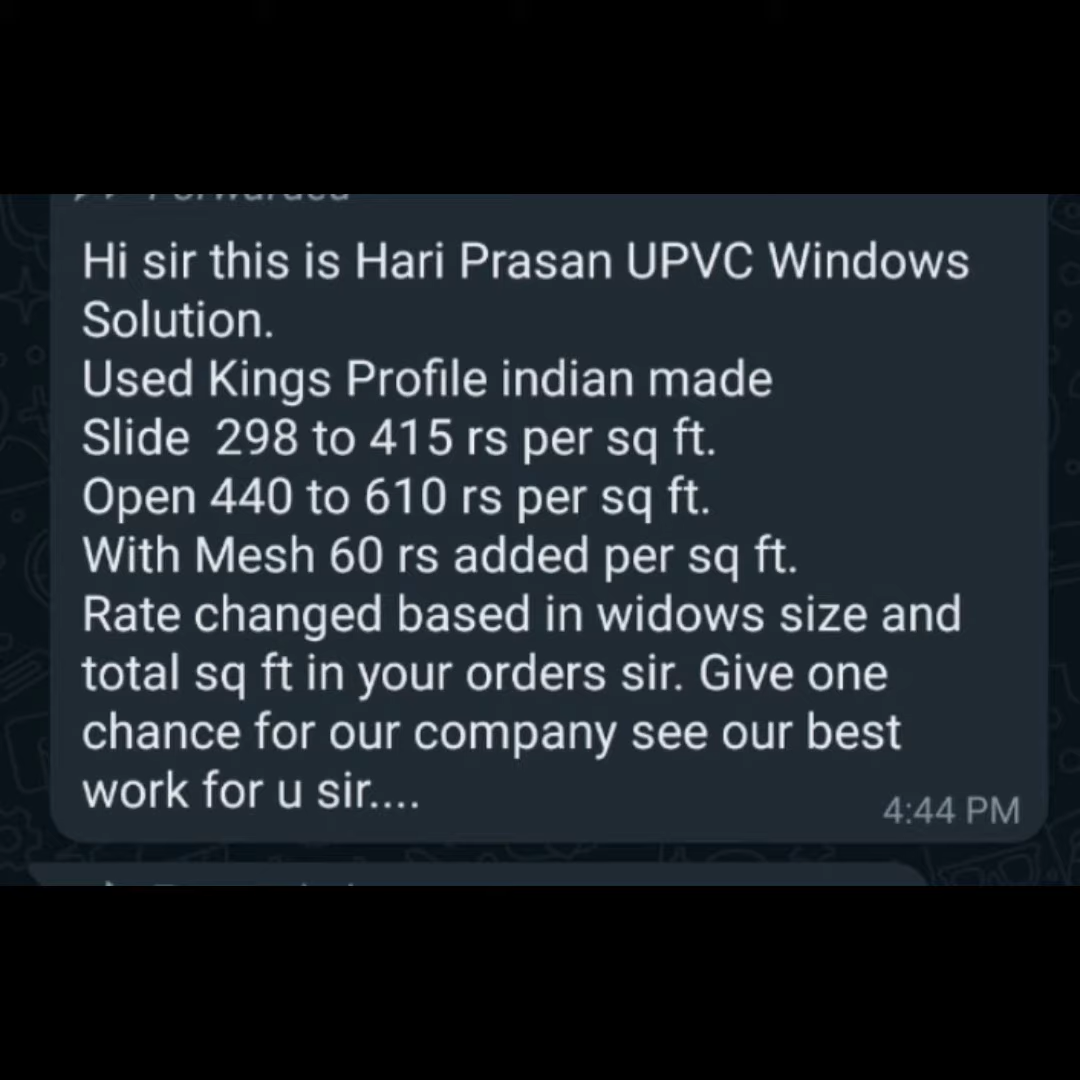 Forwarded
Hi sir this is Hari Prasan UPVC Windows
Solution.
Used Kings Profile indian made
Slide  298 to 415 rs per sq ft.
Open 440 to 610 rs per sq ft.
With Mesh 60 rs added per sq ft.
Rate changed based in widows size and
total sq ft in your orders sir. Give one
chance for our company see our best
work for u sir....
4:44 PM